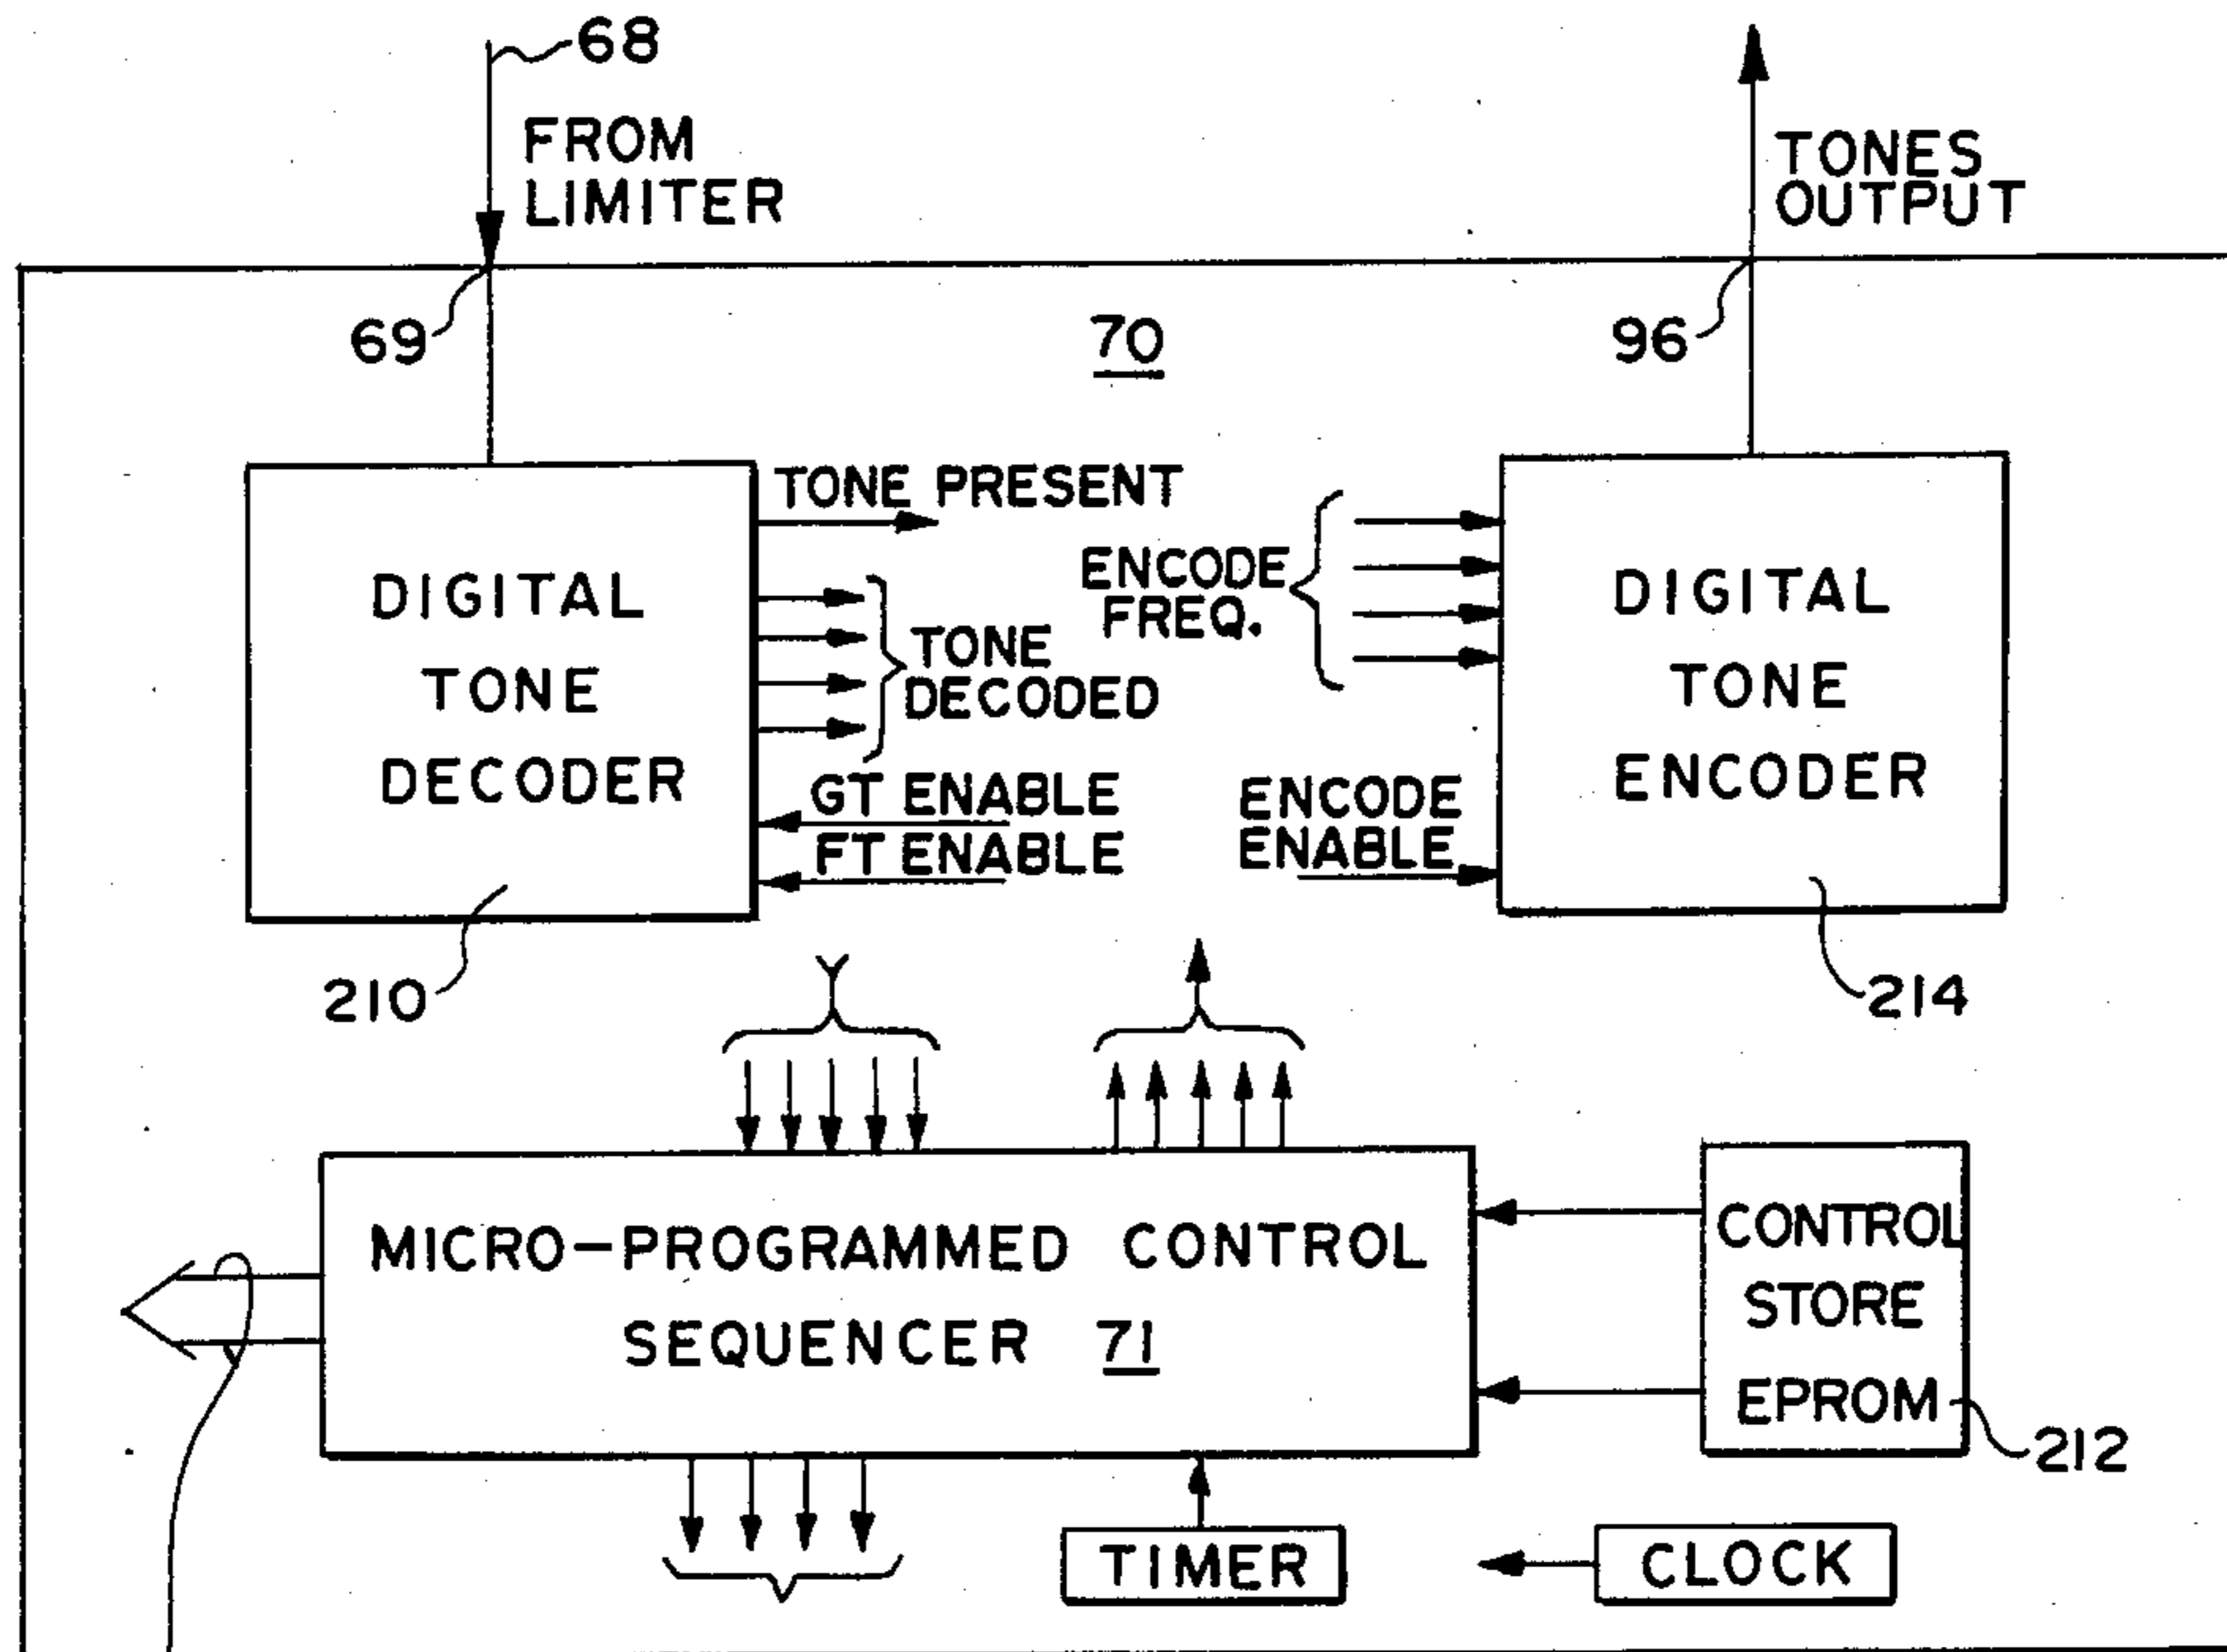 68
FROM
LIMITER
TONES
OUTPUT
69
70
96
DIGITAL
TONE
DECODER
TONE PRESENT
TONE
DECODED
GT ENABLE
FT ENABLE
ENCODE
FREQ.
ENCODE
ENABLE
DIGITAL
TONE
ENCODER
210
214
MICRO-PROGRAMMED CONTROL
SEQUENCER 71
CONTROL
STORE
EPROM
212
TIMER
CLOCK